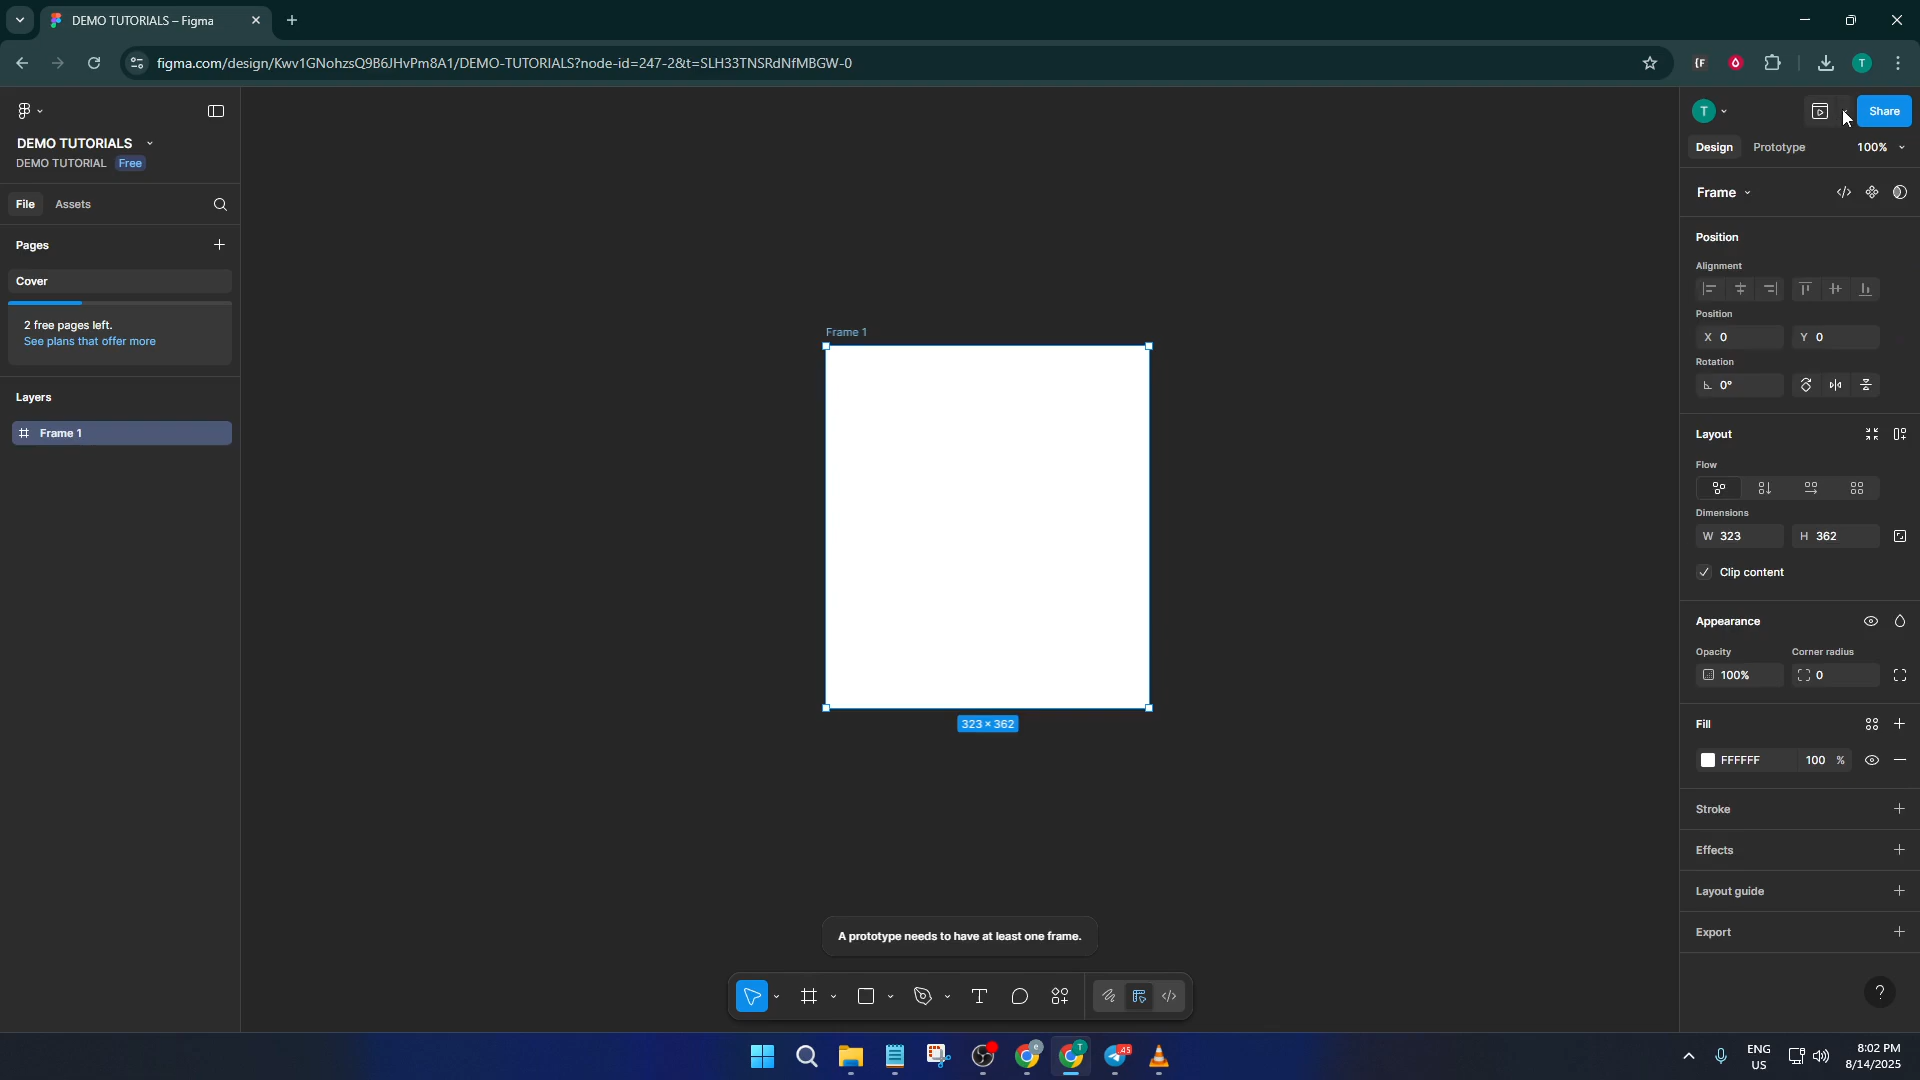 DEMO TUTORIALS – Figma
figma.com/design/Kwv1GNohzsQ9B6JHvPm8A1/DEMO-TUTORIALS?node-id=247-2&t=SLH33TNSRdNfMBGW-0
T
T
Share
DEMO TUTORIALS
DEMO TUTORIAL Free
Design Prototype 100%
File Assets
Frame
Pages
Position
Cover
Alignment
2 free pages left.
See plans that offer more
Position
X 0 Y 0
Frame 1
Rotation
0°
Layers
Frame 1
Layout
Flow
Dimensions
W 323 H 362
Clip content
Appearance
Opacity Corner radius
100% 0
323 × 362
Fill
FFFFFF 100 %
Stroke
Effects
Layout guide
Export
A prototype needs to have at least one frame.
?
e
T
45
ENG
US
8:02 PM
8/14/2025